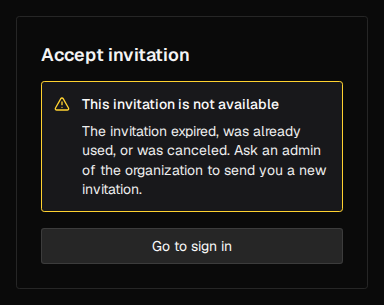 Accept invitation
This invitation is not available
The invitation expired, was already
used, or was canceled. Ask an admin
of the organization to send you a new
invitation.
Go to sign in